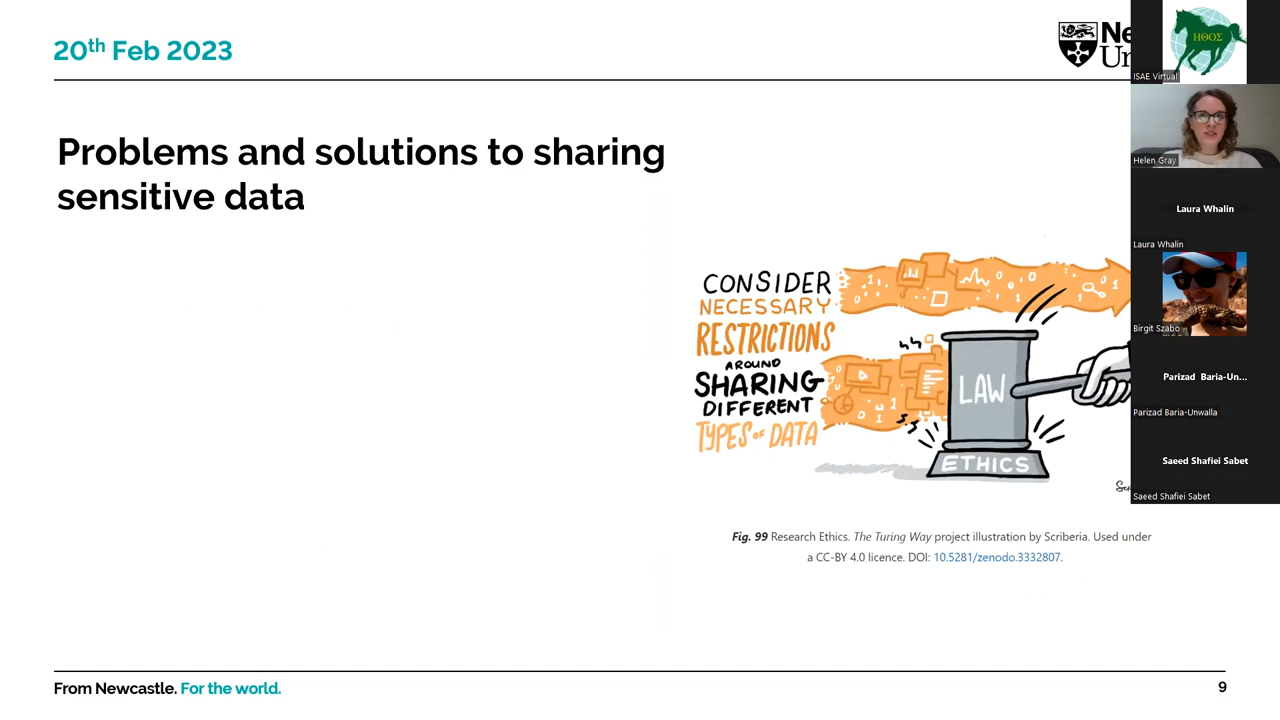 20th Feb 2023
Problems and solutions to sharing
sensitive data
CONSIDER
NECESSARY
RESTRICTIONS
AROUND
SHARING
DIFFERENT
TYPES OF DATA
LAW
ETHICS
Fig. 99 Research Ethics. The Turing Way project illustration by Scriberia. Used under
a CC-BY 4.0 licence. DOI: 10.5281/zenodo.3332807.
From Newcastle. For the world.
9
ΗΘΟΣ
ISAE Virtual
Helen Gray
Laura Whalin
Laura Whalin
Birgit Szabo
Parizad Baria-Un...
Parizad Baria-Unwalla
Saeed Shafiei Sabet
Saeed Shafiei Sabet